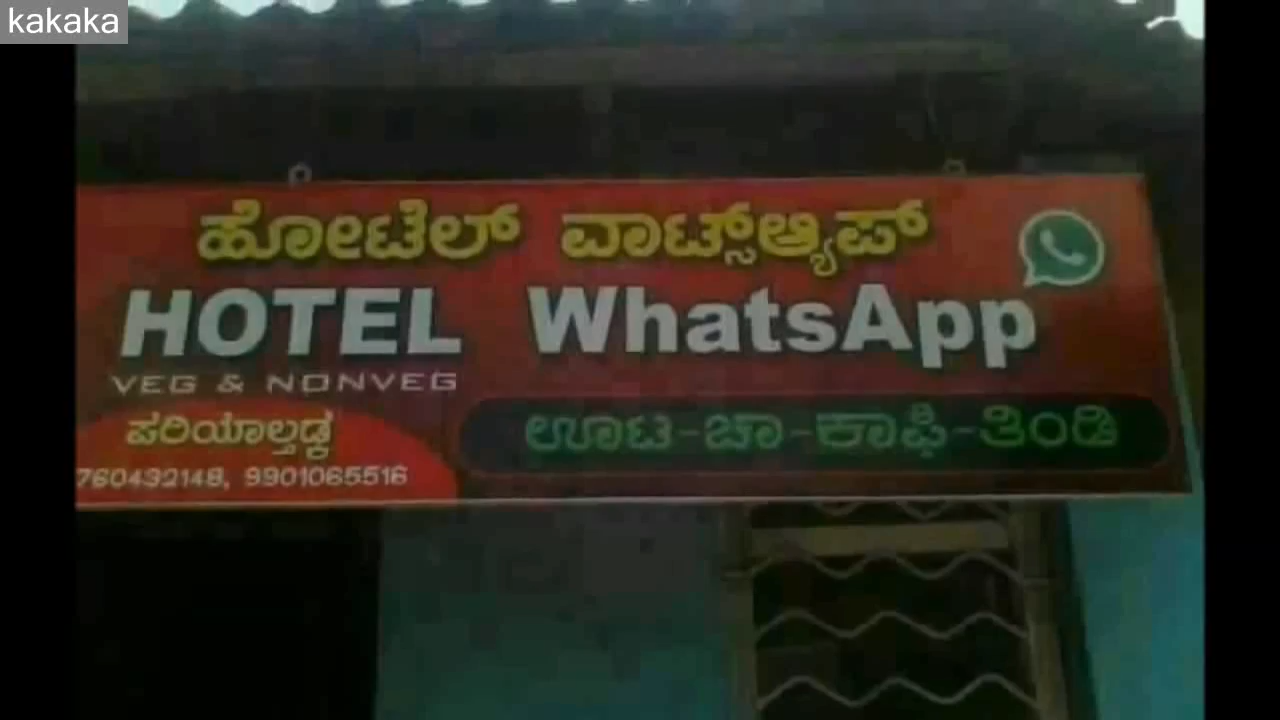 kakaka
ಹೋಟೆಲ್ ವಾಟ್ಸ್ಆ್ಯಪ್
HOTEL WhatsApp
VEG & NONVEG
ಪರಿಯಾಲ್ತಡ್ಕ
ಊಟ-ಚಾ-ಕಾಫಿ-ತಿಂಡಿ
760432148, 9901065516